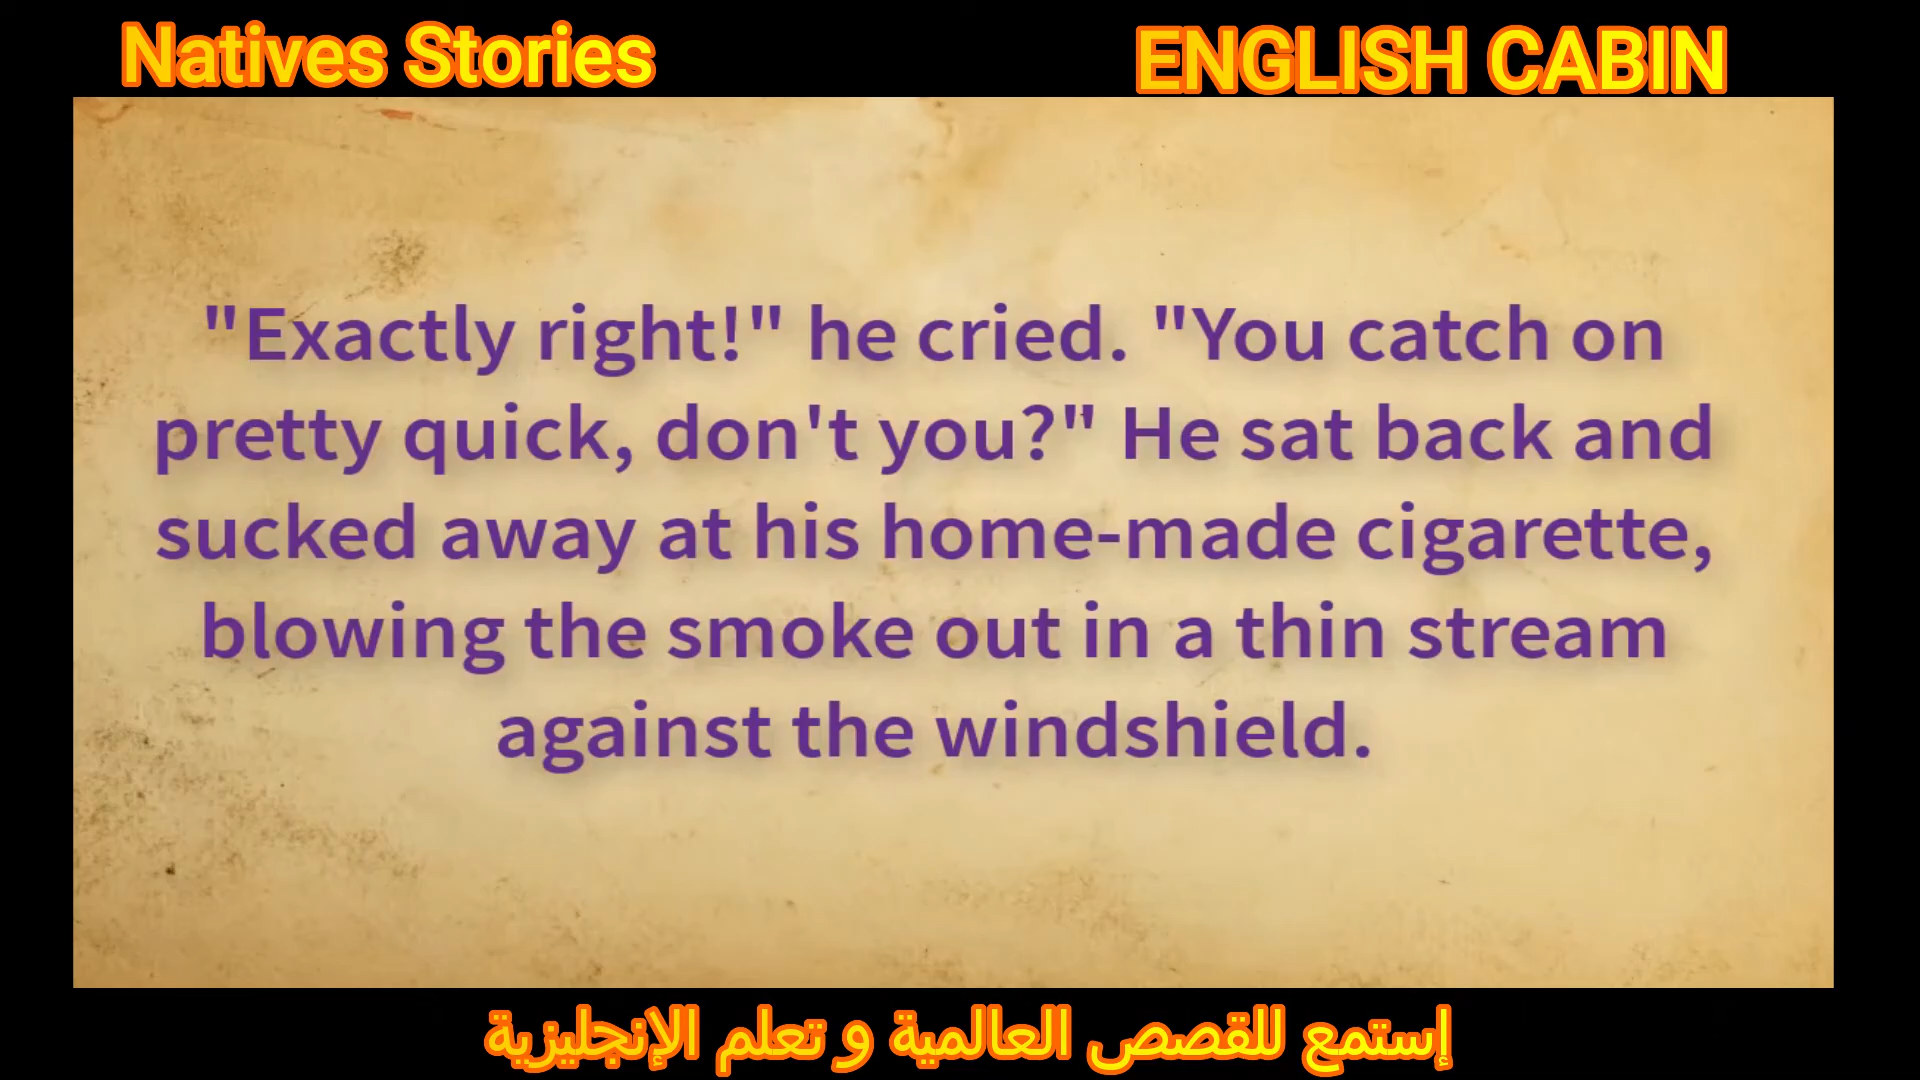 Natives Stories
ENGLISH CABIN
"Exactly right!" he cried. "You catch on
pretty quick, don't you?" He sat back and
sucked away at his home-made cigarette,
blowing the smoke out in a thin stream
against the windshield.
إستمع للقصص العالمية و تعلم الإنجليزية